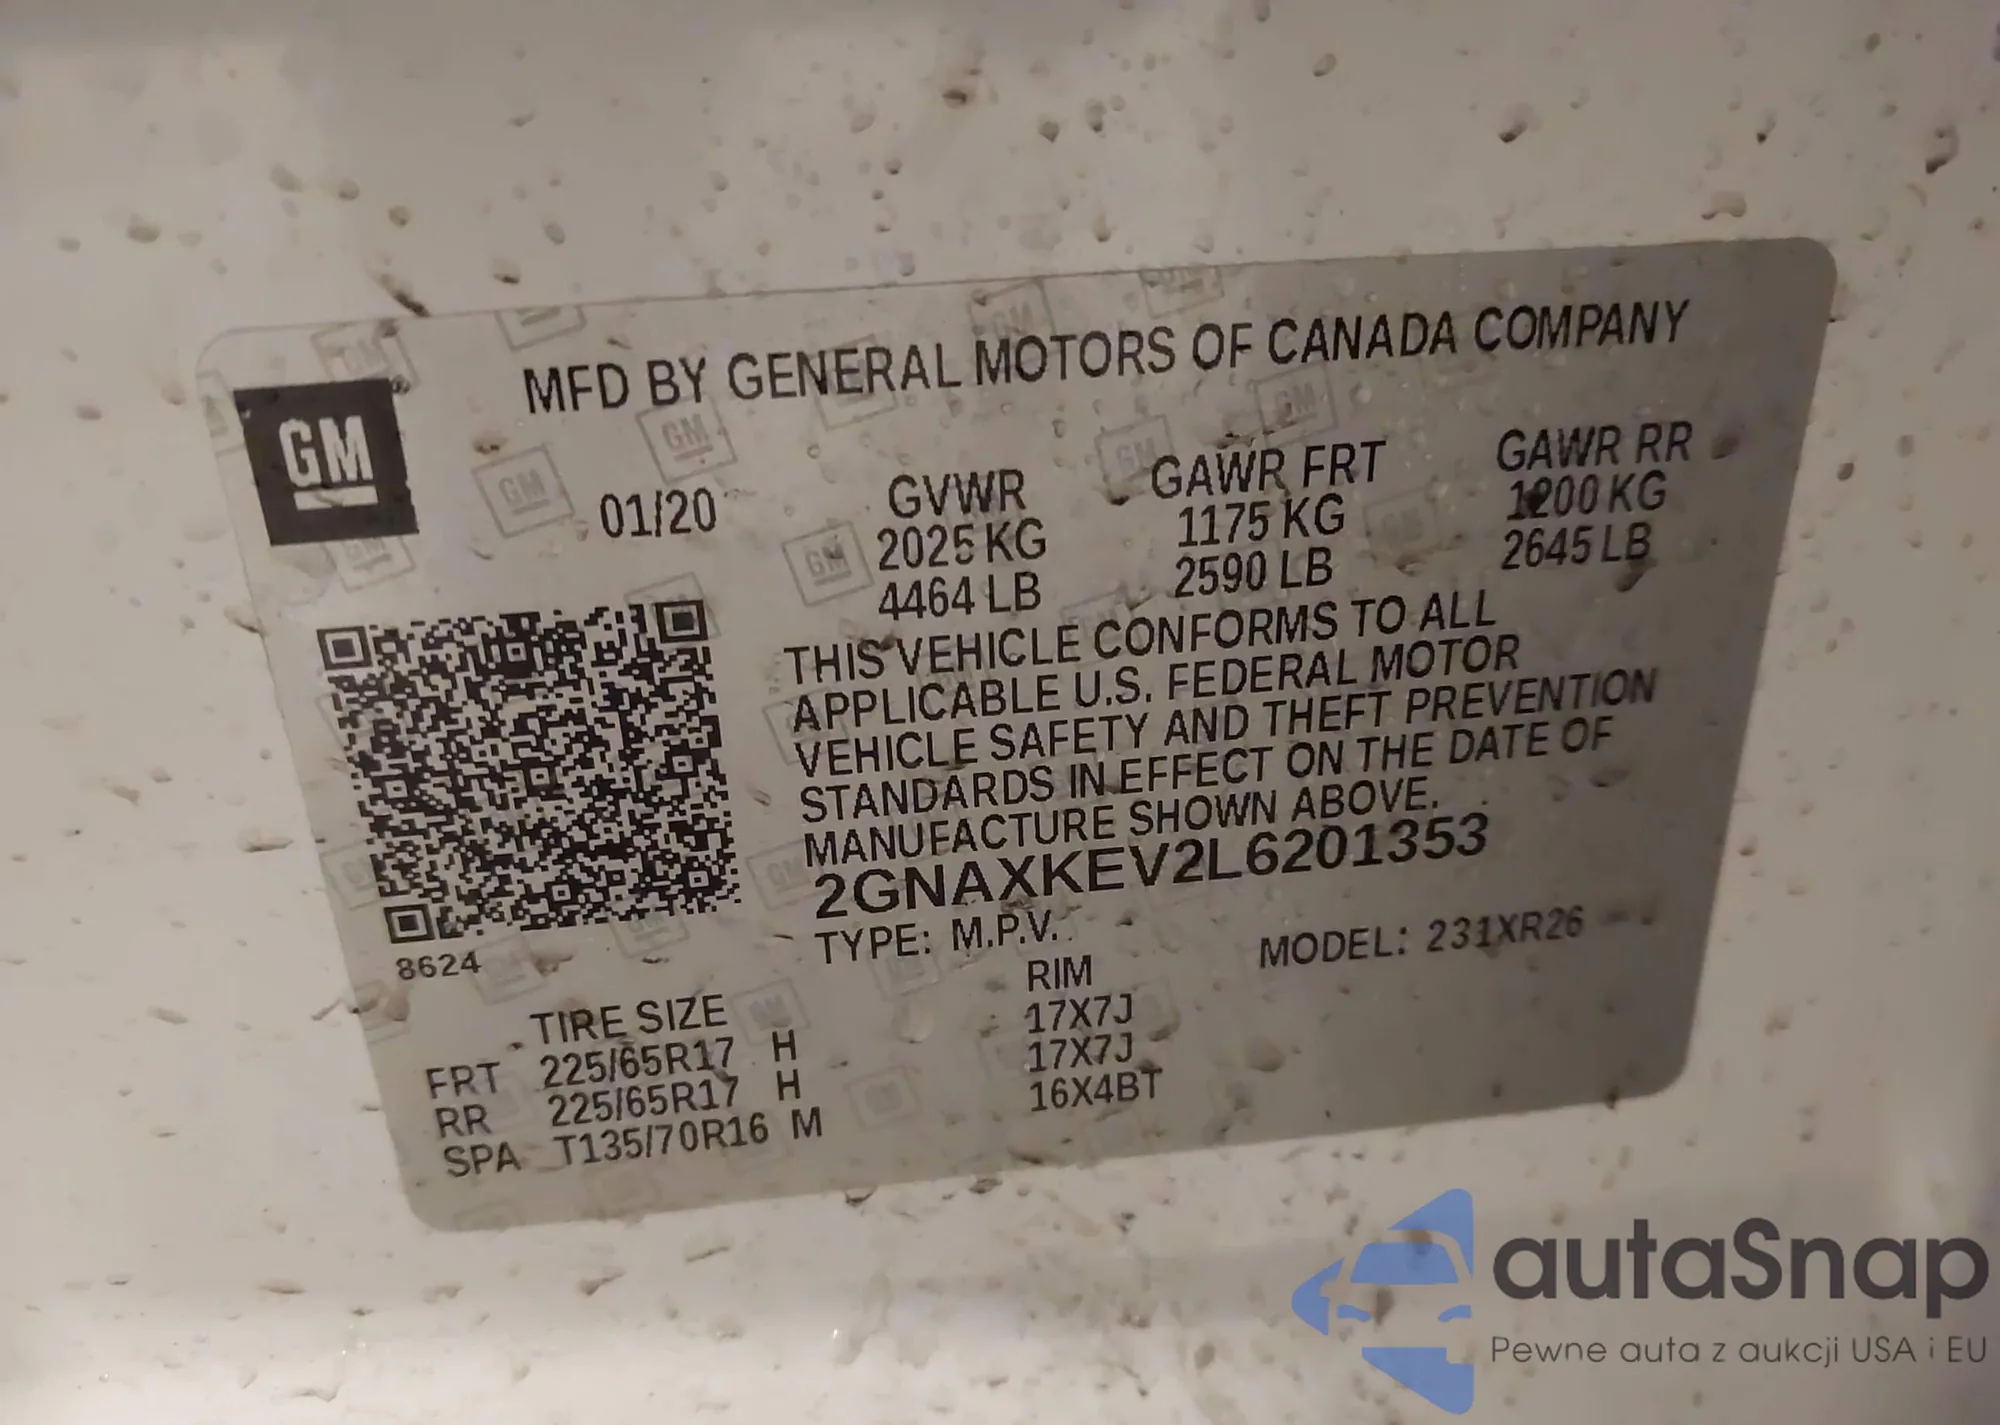 MFD BY GENERAL MOTORS OF CANADA COMPANY
GM
01/20
GVWR GAWR FRT GAWR RR
2025 KG 1175 KG 1200 KG
4464 LB 2590 LB 2645 LB
THIS VEHICLE CONFORMS TO ALL
APPLICABLE U.S. FEDERAL MOTOR
VEHICLE SAFETY AND THEFT PREVENTION
STANDARDS IN EFFECT ON THE DATE OF
MANUFACTURE SHOWN ABOVE.
2GNAXKEV2L6201353
8624
TYPE: M.P.V. MODEL: 231XR26
TIRE SIZE RIM
FRT 225/65R17 H 17X7J
RR 225/65R17 H 17X7J
SPA T135/70R16 M 16X4BT
autaSnap
Pewne auta z aukcji USA i EU